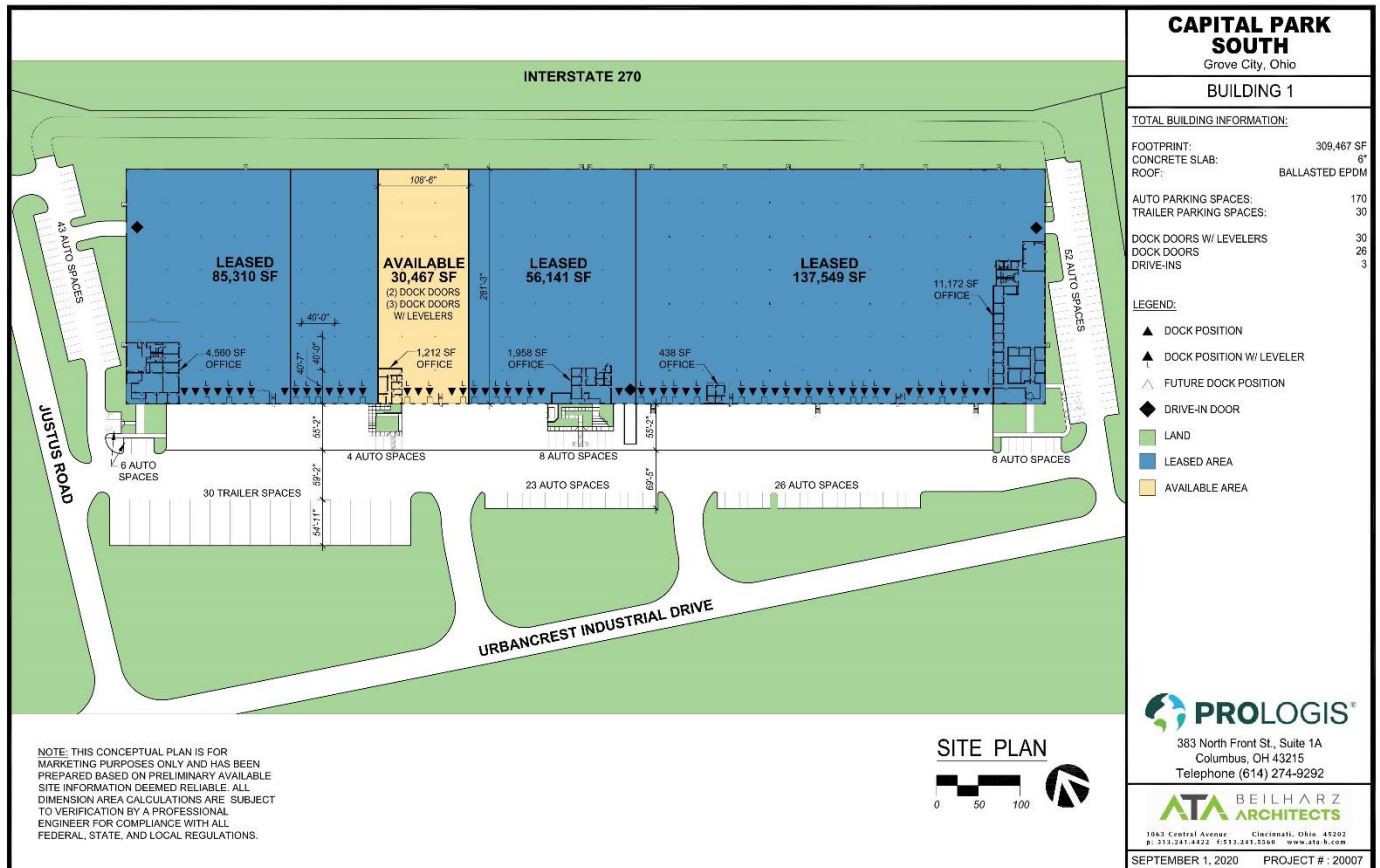 INTERSTATE 270
108'-6"
LEASED
85,310 SF
AVAILABLE
30,467 SF
(2) DOCK DOORS
(3) DOCK DOORS
W/ LEVELERS
281'-3"
LEASED
56,141 SF
LEASED
137,549 SF
11,172 SF
OFFICE
43 AUTO SPACES
52 AUTO SPACES
40'-0"
40'-7"
40'-0"
4,560 SF
OFFICE
1,212 SF
OFFICE
1,958 SF
OFFICE
438 SF
OFFICE
JUSTUS ROAD
55'-2"
55'-2"
6 AUTO
SPACES
4 AUTO SPACES
8 AUTO SPACES
8 AUTO SPACES
59'-2"
69'-5"
30 TRAILER SPACES
23 AUTO SPACES
26 AUTO SPACES
54'-11"
URBANCREST INDUSTRIAL DRIVE
NOTE: THIS CONCEPTUAL PLAN IS FOR
MARKETING PURPOSES ONLY AND HAS BEEN
PREPARED BASED ON PRELIMINARY AVAILABLE
SITE INFORMATION DEEMED RELIABLE. ALL
DIMENSION AREA CALCULATIONS ARE SUBJECT
TO VERIFICATION BY A PROFESSIONAL
ENGINEER FOR COMPLIANCE WITH ALL
FEDERAL, STATE, AND LOCAL REGULATIONS.
SITE PLAN
0 50 100
CAPITAL PARK
SOUTH
Grove City, Ohio
BUILDING 1
TOTAL BUILDING INFORMATION:
FOOTPRINT: 309,467 SF
CONCRETE SLAB: 6"
ROOF: BALLASTED EPDM
AUTO PARKING SPACES: 170
TRAILER PARKING SPACES: 30
DOCK DOORS W/ LEVELERS 30
DOCK DOORS 26
DRIVE-INS 3
LEGEND:
DOCK POSITION
DOCK POSITION W/ LEVELER
L
FUTURE DOCK POSITION
DRIVE-IN DOOR
LAND
LEASED AREA
AVAILABLE AREA
PROLOGIS®
383 North Front St., Suite 1A
Columbus, OH 43215
Telephone (614) 274-9292
ATA BEILHARZ
ARCHITECTS
1063 Central Avenue Cincinnati, Ohio 45202
p: 513.241.4422 f:513.241.5560 www.ata-b.com
SEPTEMBER 1, 2020 PROJECT # : 20007